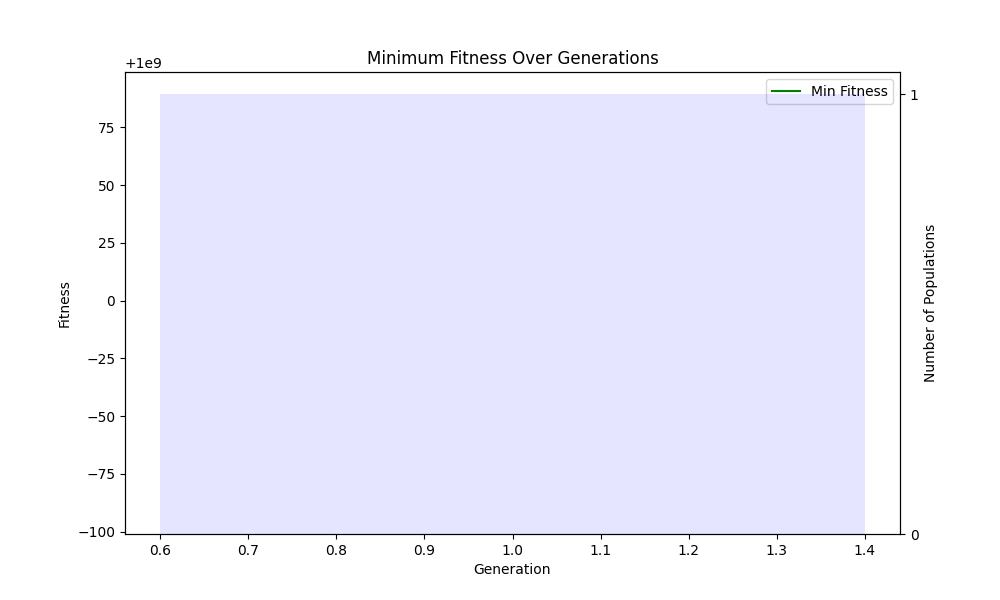 Minimum Fitness Over Generations
+1e9
Min Fitness
75
50
25
0
−25
−50
−75
−100
Fitness
1
0
Number of Populations
0.6 0.7 0.8 0.9 1.0 1.1 1.2 1.3 1.4
Generation